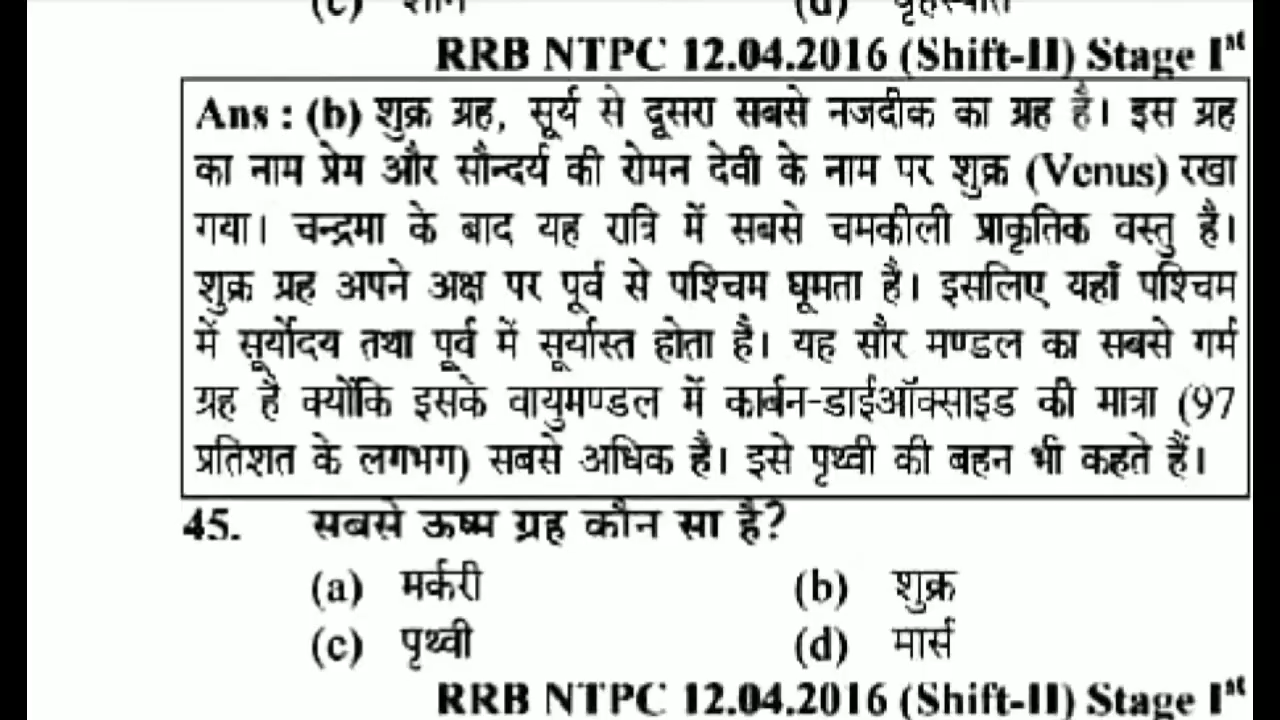 (c) शनि (d) वृहस्पति
RRB NTPC 12.04.2016 (Shift-II) Stage Ist
Ans : (b) शुक्र ग्रह, सूर्य से दूसरा सबसे नजदीक का ग्रह है। इस ग्रह
का नाम प्रेम और सौन्दर्य की रोमन देवी के नाम पर शुक्र (Venus) रखा
गया। चन्द्रमा के बाद यह रात्रि में सबसे चमकीली प्राकृतिक वस्तु है।
शुक्र ग्रह अपने अक्ष पर पूर्व से पश्चिम घूमता है। इसलिए यहाँ पश्चिम
में सूर्योदय तथा पूर्व में सूर्यास्त होता है। यह सौर मण्डल का सबसे गर्म
ग्रह है क्योंकि इसके वायुमण्डल में कार्बन-डाईऑक्साइड की मात्रा (97
प्रतिशत के लगभग) सबसे अधिक है। इसे पृथ्वी की बहन भी कहते हैं।
45. सबसे ऊष्म ग्रह कौन सा है?
(a) मर्करी (b) शुक्र
(c) पृथ्वी (d) मार्स
RRB NTPC 12.04.2016 (Shift-II) Stage Ist